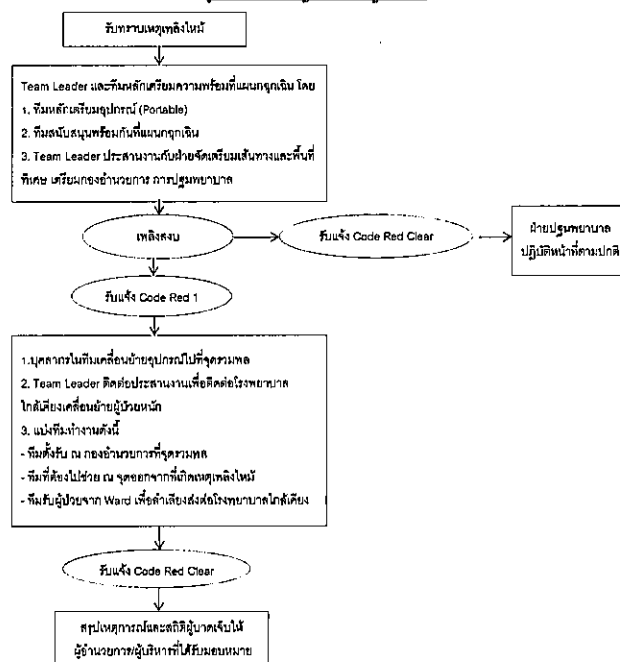 รับทราบเหตุเพลิงไหม้
Team Leader และทีมหลักเตรียมความพร้อมที่แผนกฉุกเฉิน โดย
1. ทีมหลักเตรียมอุปกรณ์ (Portable)
2. ทีมสนับสนุนพร้อมกันที่แผนกฉุกเฉิน
3. Team Leader ประสานงานกับฝ่ายจัดเตรียมเส้นทางและพื้นที่
พิเศษ เตรียมกองอำนวยการ การปฐมพยาบาล
เพลิงสงบ
รับแจ้ง Code Red Clear
ฝ่ายปฐมพยาบาล
ปฏิบัติหน้าที่ตามปกติ
รับแจ้ง Code Red 1
1.บุคลากรในทีมเคลื่อนย้ายอุปกรณ์ไปที่จุดรวมพล
2. Team Leader ติดต่อประสานงานเพื่อติดต่อโรงพยาบาล
ใกล้เคียงเคลื่อนย้ายผู้ป่วยหนัก
3. แบ่งทีมทำงานดังนี้
- ทีมตั้งรับ ณ กองอำนวยการที่จุดรวมพล
- ทีมที่ต้องไปช่วย ณ จุดออกจากที่เกิดเหตุเพลิงไหม้
- ทีมรับผู้ป่วยจาก Ward เพื่อลำเลียงส่งต่อโรงพยาบาลใกล้เคียง
รับแจ้ง Code Red Clear
สรุปเหตุการณ์และสถิติผู้บาดเจ็บให้
ผู้อำนวยการ/ผู้บริหารที่ได้รับมอบหมาย